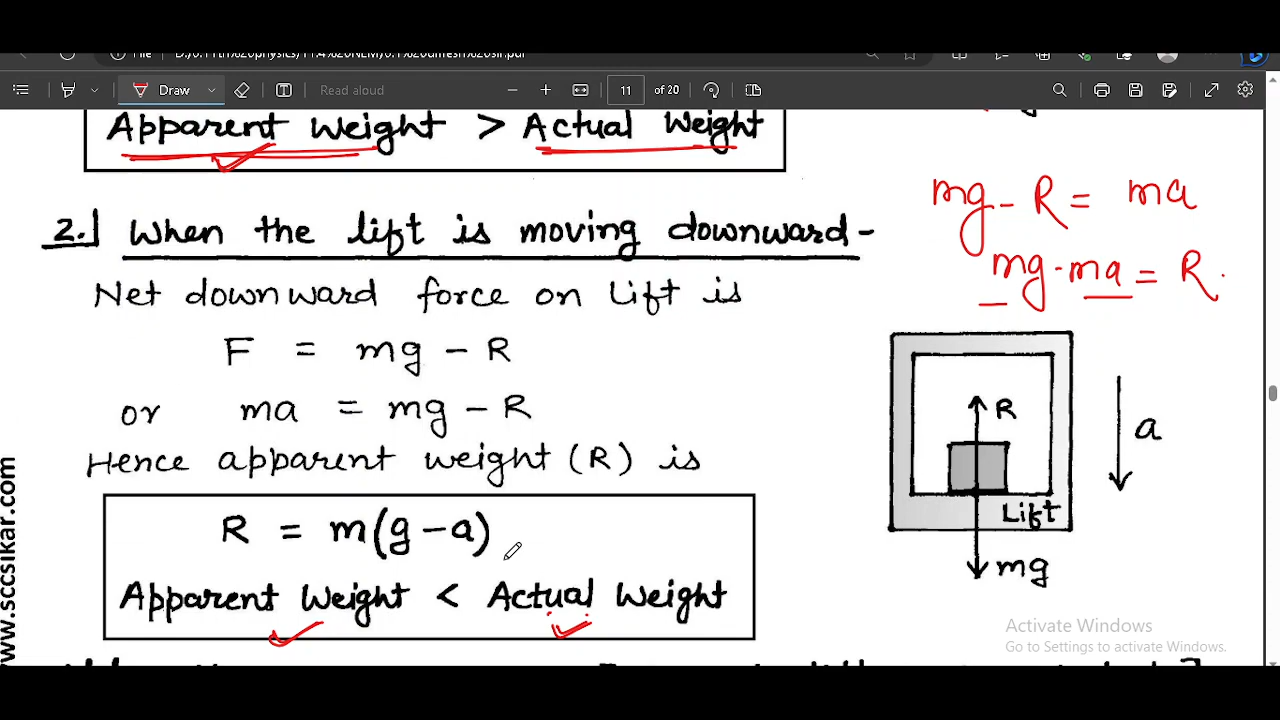 Draw
Read aloud
11 of 20
Apparent Weight > Actual Weight
mg - R = ma
mg - ma = R.
2.] When the lift is moving downward-
Net downward force on Lift is
F = mg - R
or ma = mg - R
Hence apparent weight (R) is
R = m(g-a)
Apparent Weight < Actual Weight
R
a
Lift
mg
www.sccsikar.com
Activate Windows
Go to Settings to activate Windows.